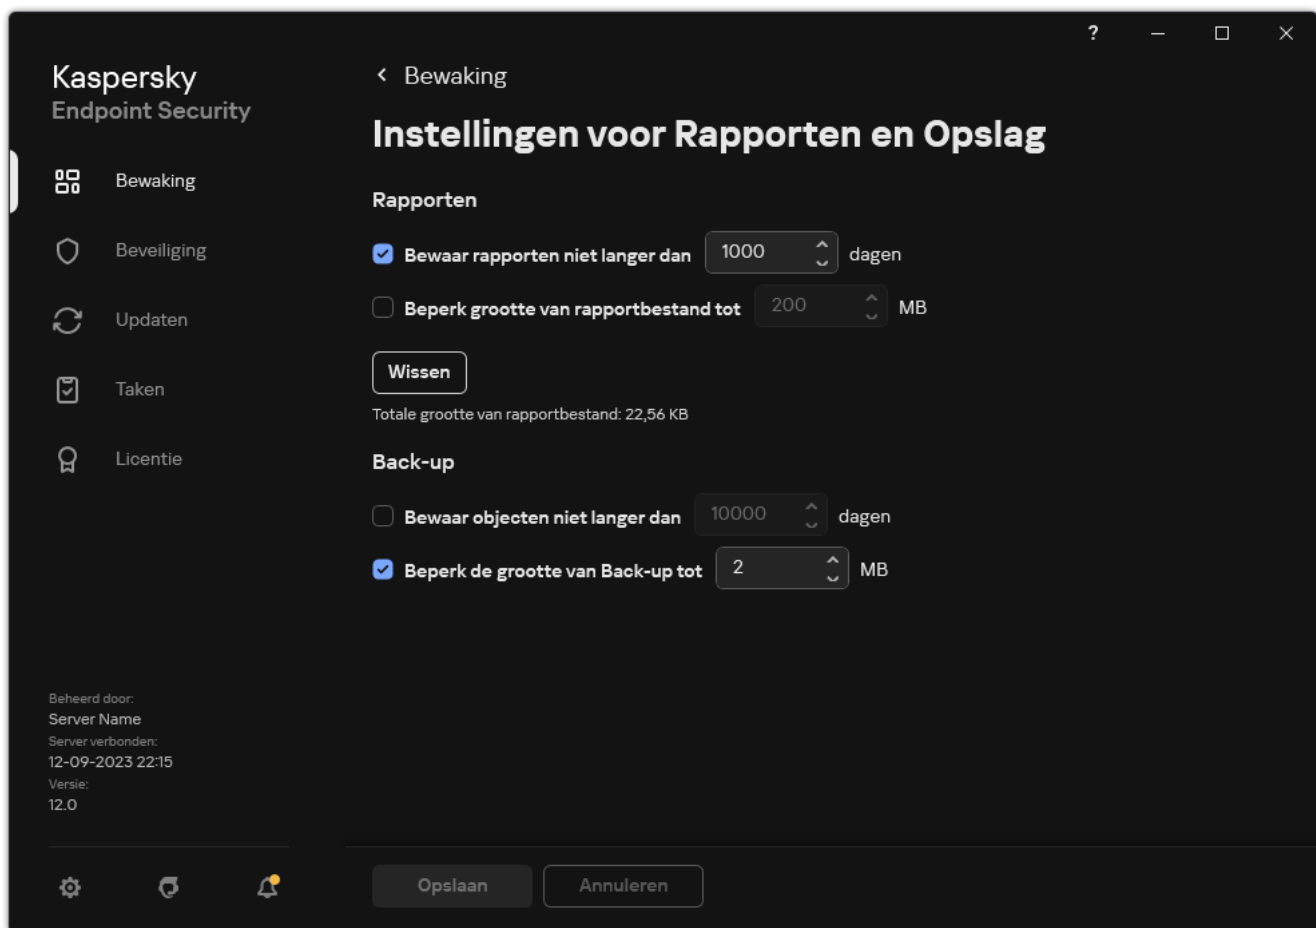 ?
Kaspersky
Endpoint Security
Bewaking
Beveiliging
Updaten
Taken
Licentie
Beheerd door:
Server Name
Server verbonden:
12-09-2023 22:15
Versie:
12.0
Bewaking
Instellingen voor Rapporten en Opslag
Rapporten
Bewaar rapporten niet langer dan 1000 dagen
Beperk grootte van rapportbestand tot 200 MB
Wissen
Totale grootte van rapportbestand: 22,56 KB
Back-up
Bewaar objecten niet langer dan 10000 dagen
Beperk de grootte van Back-up tot 2 MB
Opslaan Annuleren